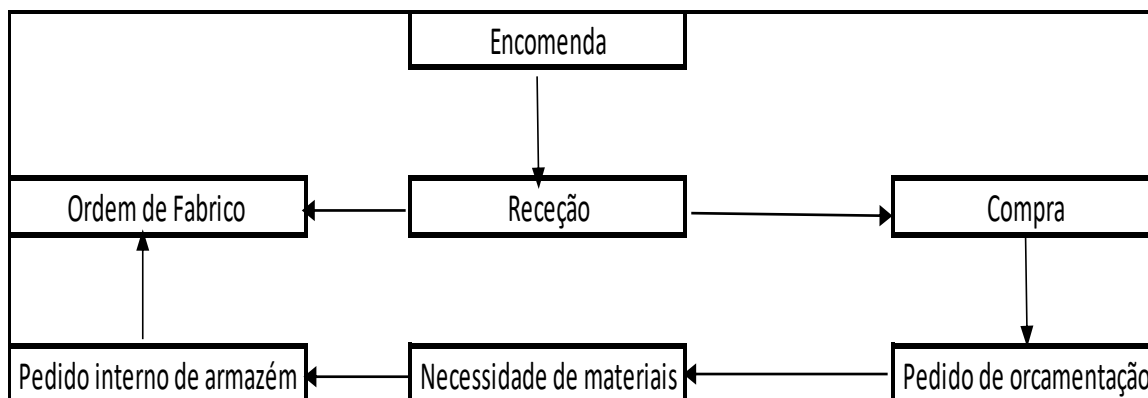 Encomenda
Ordem de Fabrico
Receção
Compra
Pedido interno de armazém
Necessidade de materiais
Pedido de orcamentação